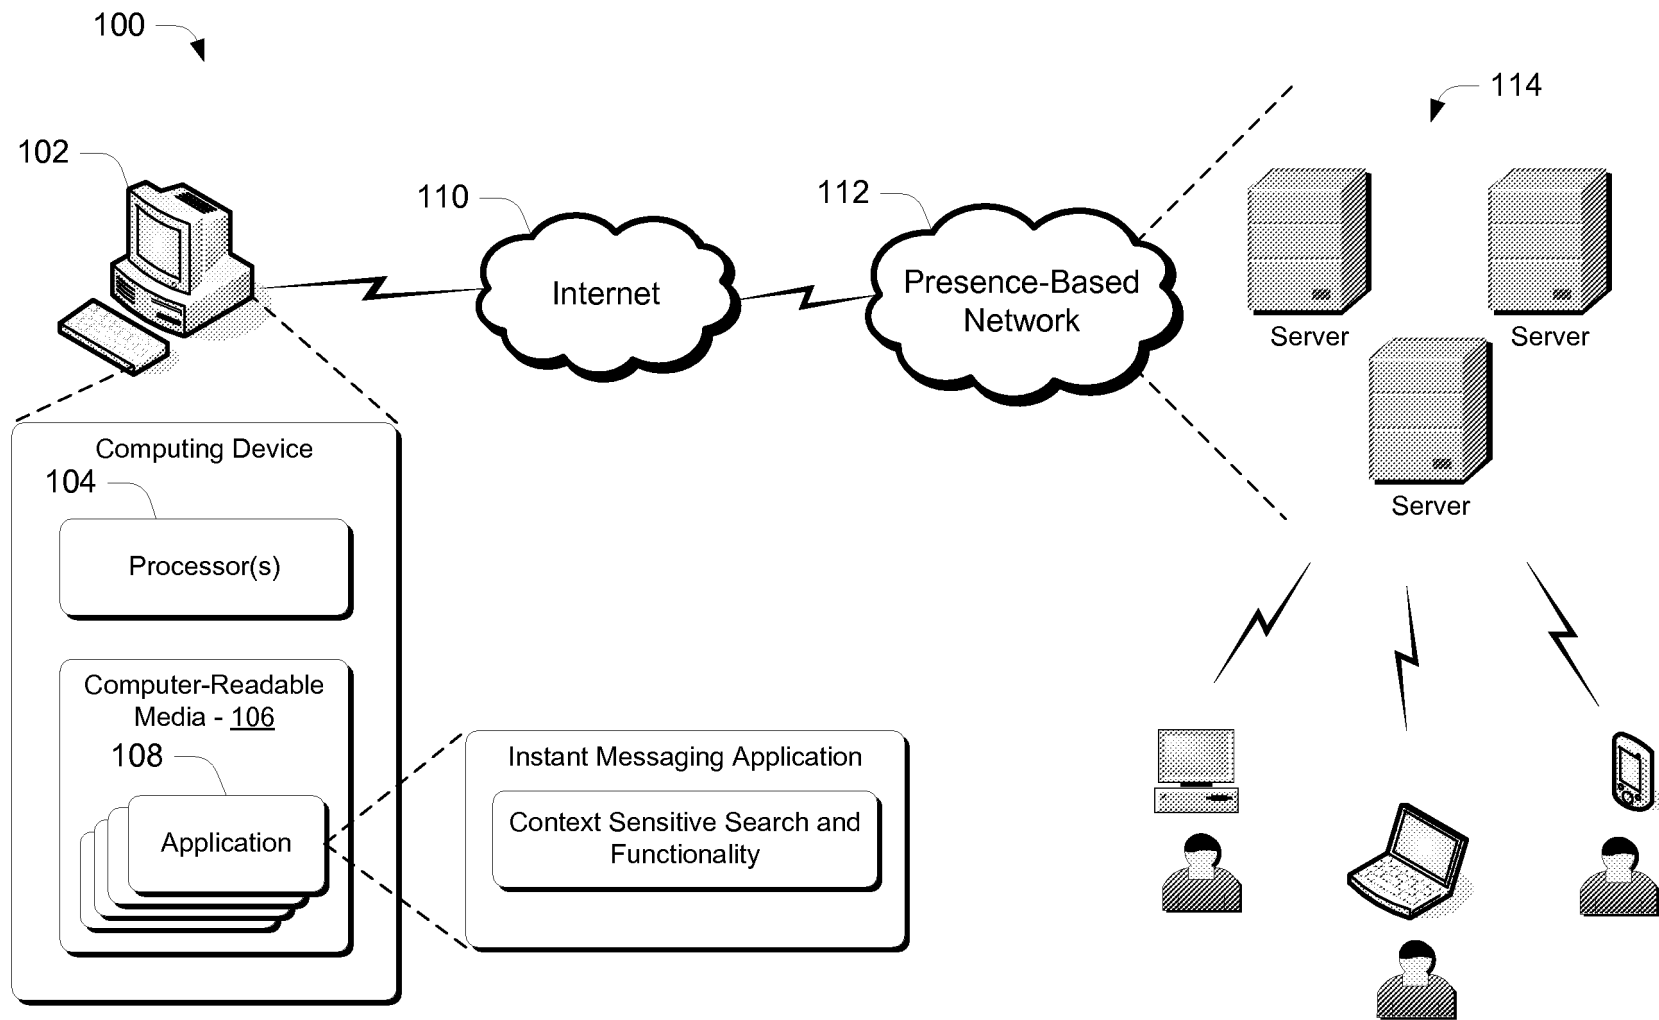 100
114
102
110
112
Internet
Presence-Based
Network
Server
Server
Server
Computing Device
104
Processor(s)
Computer-Readable
Media - 106
108
Application
Instant Messaging Application
Context Sensitive Search and
Functionality